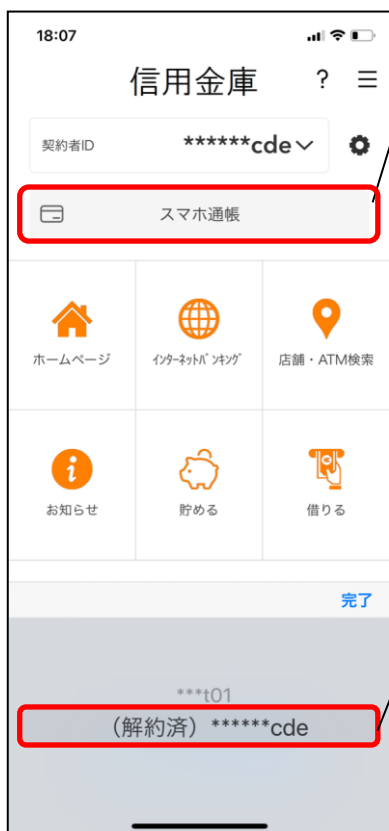 18:07
信用金庫 ?
契約者ID ******cde
スマホ通帳
ホームページ インターネットバンキング 店舗・ATM検索
お知らせ 貯める 借りる
完了
***t01
（解約済）******cde